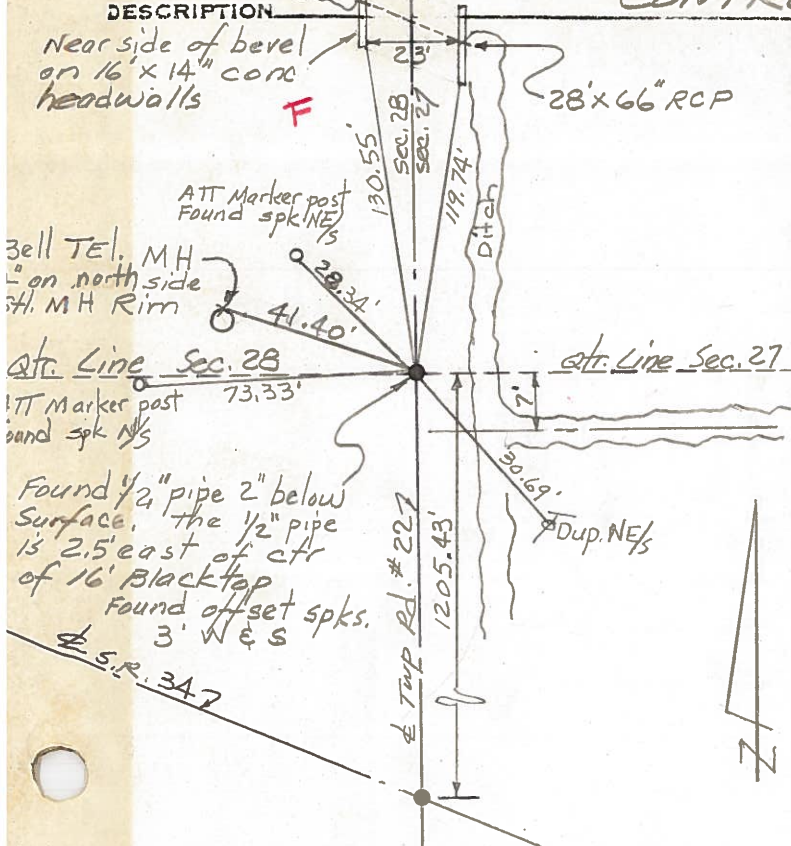 DESCRIPTION
Near side of bevel
on 16" x 14" conc
headwalls
23'
28' x 66" RCP
F
130.55'
Sec. 28
Sec. 27
119.74'
Ditch
ATT Marker post
Found spk NE/s
Bell TEL. MH
" on north side
MH Rim
28.34'
41.40'
Qtr. Line Sec. 28
Qtr. Line Sec. 27
73.33'
ATT Marker post
Found spk N/s
7'
30.69'
Dup. NE/s
Found 1/2" pipe 2" below
Surface. the 1/2" pipe
is 2.5' east of ctr
of 16' Blacktop
Found offset spks.
3' W & S
℄ Twp Rd. # 227
1205.43'
℄ S.R. 347
N